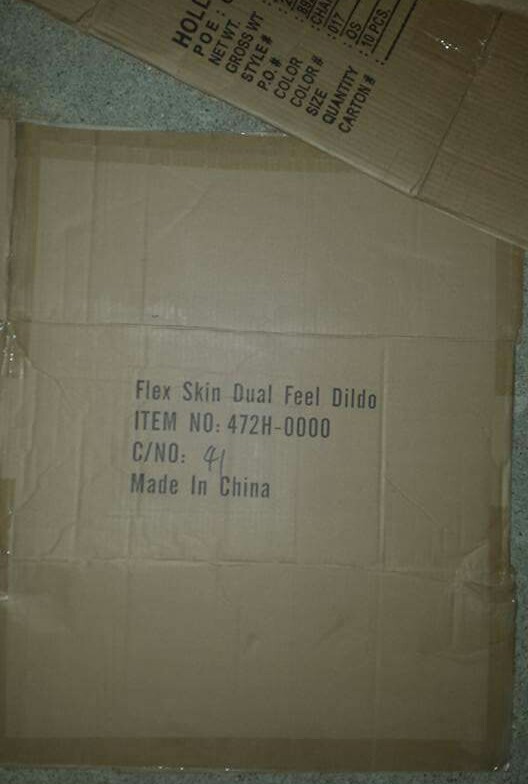 HOLL
POE:
NET WT.
GROSS WT
STYLE #
P.O. #
COLOR
COLOR #
SIZE
QUANTITY
CARTON #
017
OS
10 PCS.
Flex Skin Dual Feel Dildo
ITEM NO: 472H-0000
C/NO: 41
Made In China